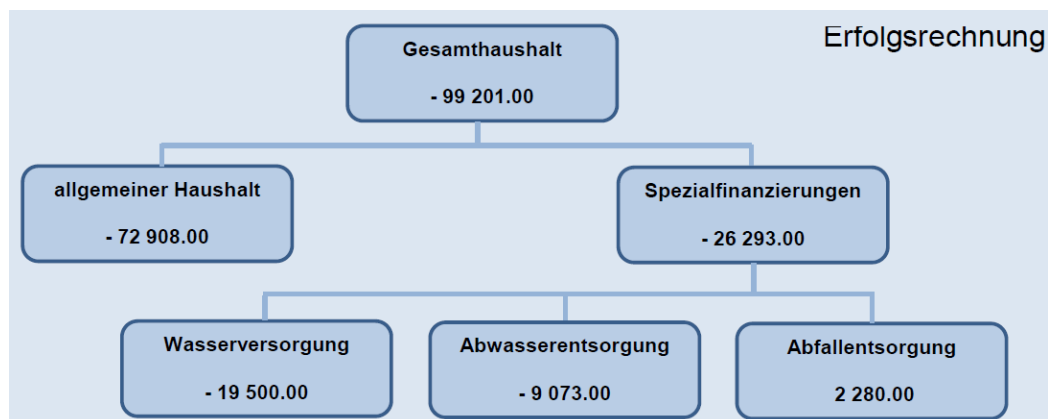 Erfolgsrechnung
Gesamthaushalt
- 99 201.00
allgemeiner Haushalt
- 72 908.00
Spezialfinanzierungen
- 26 293.00
Wasserversorgung
- 19 500.00
Abwasserentsorgung
- 9 073.00
Abfallentsorgung
2 280.00